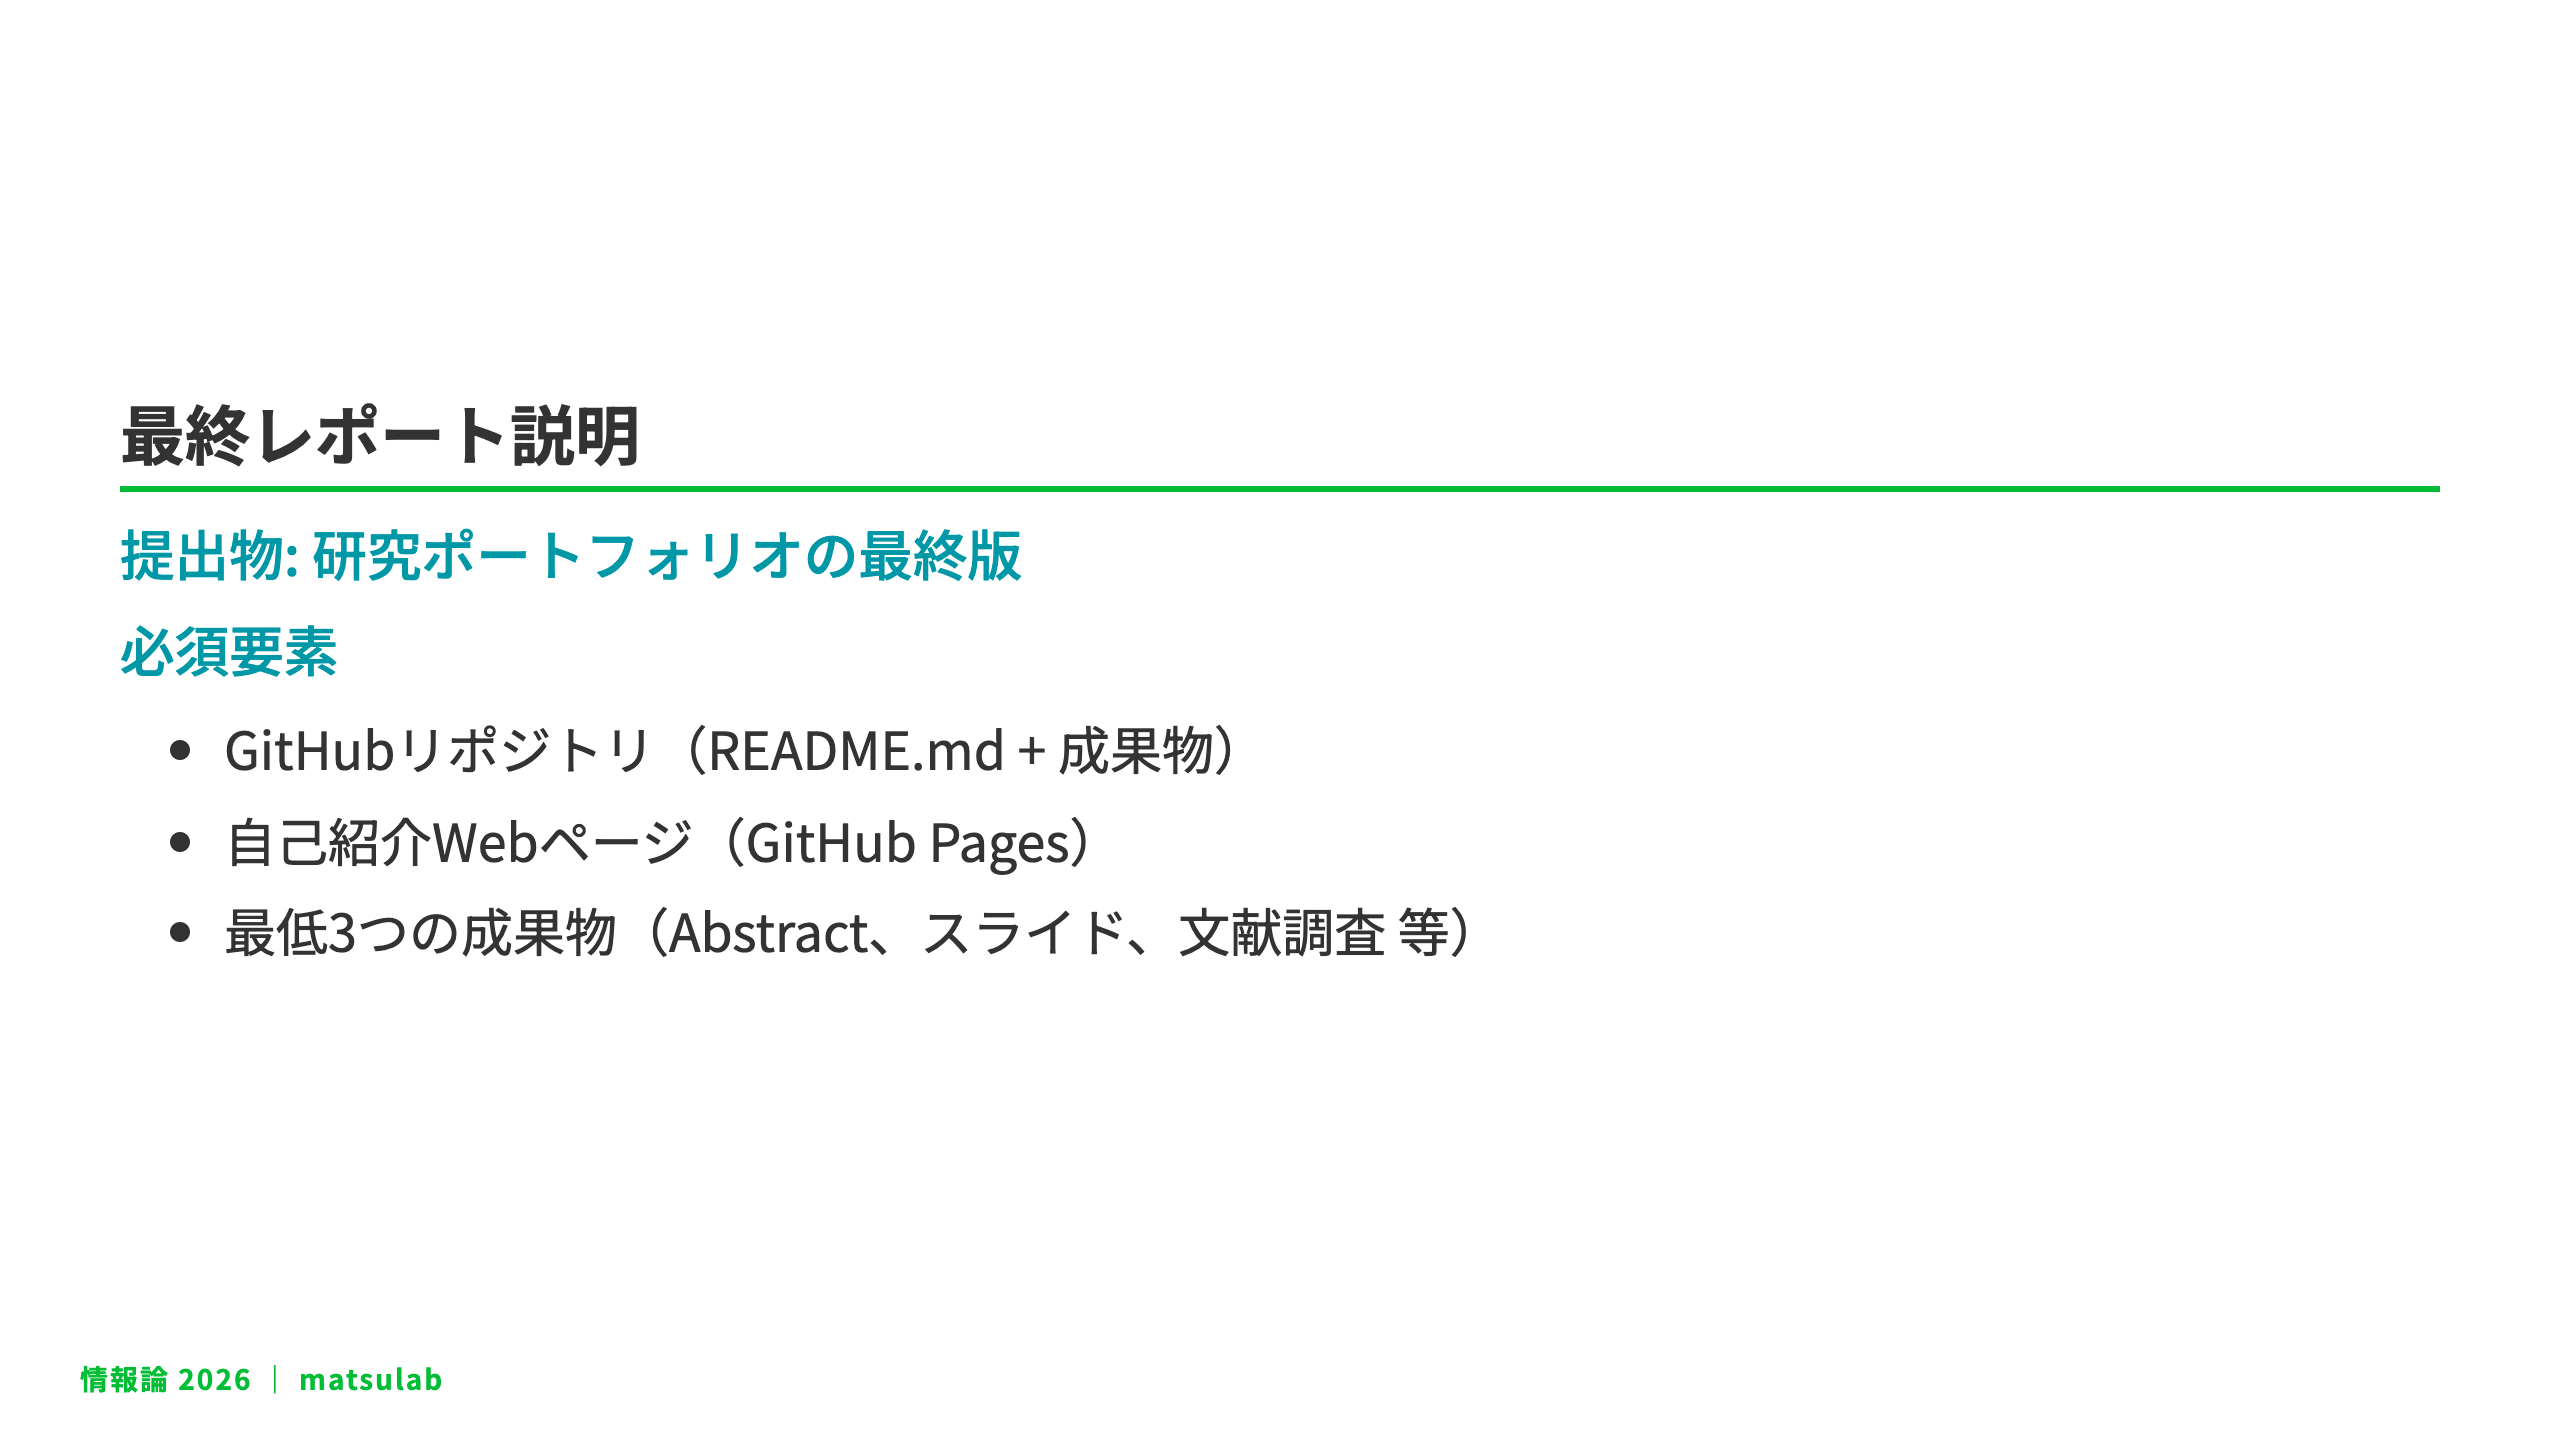 最終レポート説明
提出物: 研究ポートフォリオの最終版
必須要素
• GitHubリポジトリ（README.md + 成果物）
• 自己紹介Webページ（GitHub Pages）
• 最低3つの成果物（Abstract、スライド、文献調査 等）
情報論 2026 ｜ matsulab